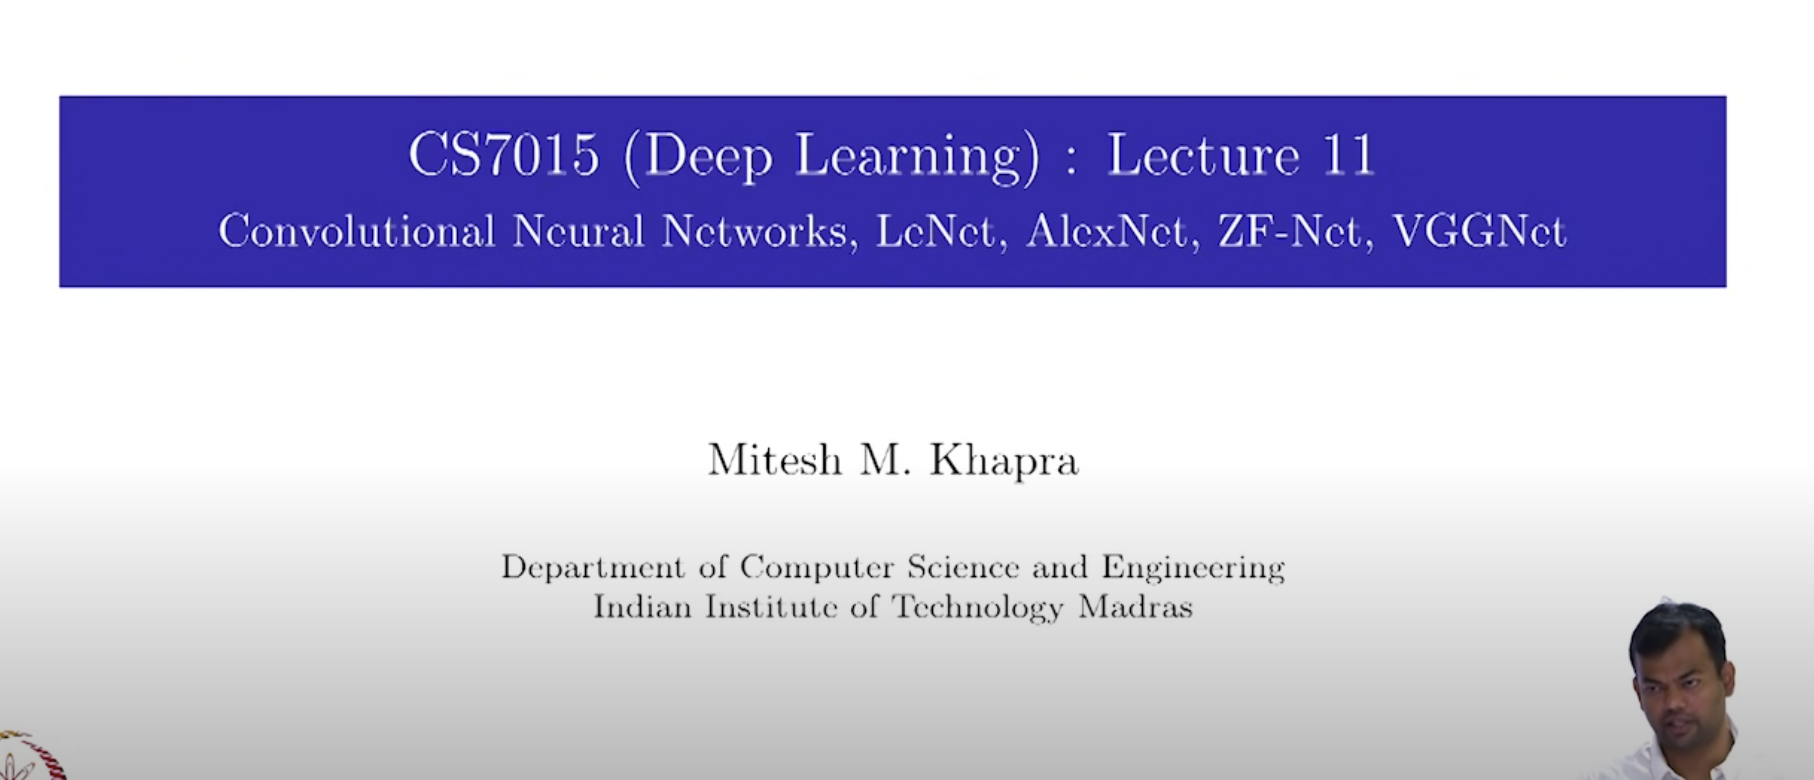 CS7015 (Deep Learning) : Lecture 11
Convolutional Neural Networks, LeNet, AlexNet, ZF-Net, VGGNet
Mitesh M. Khapra
Department of Computer Science and Engineering
Indian Institute of Technology Madras